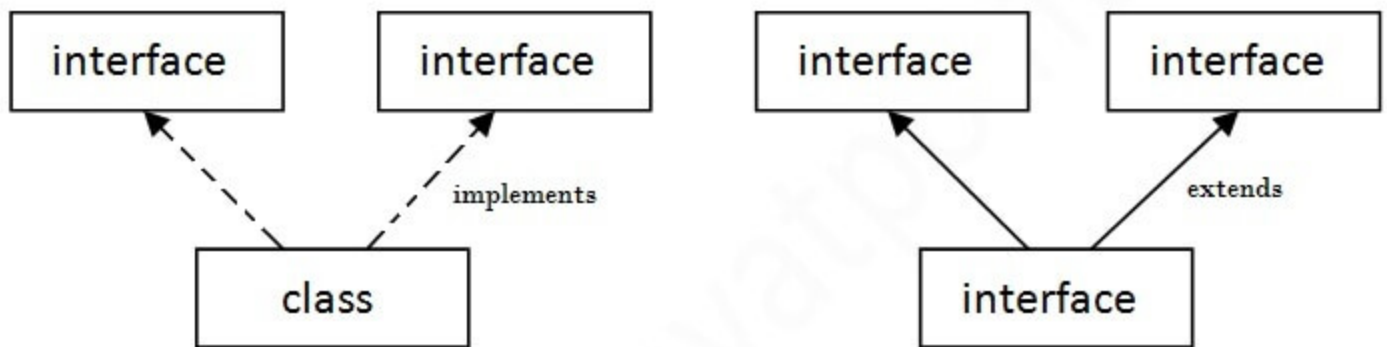 interface
interface
interface
interface
implements
extends
class
interface